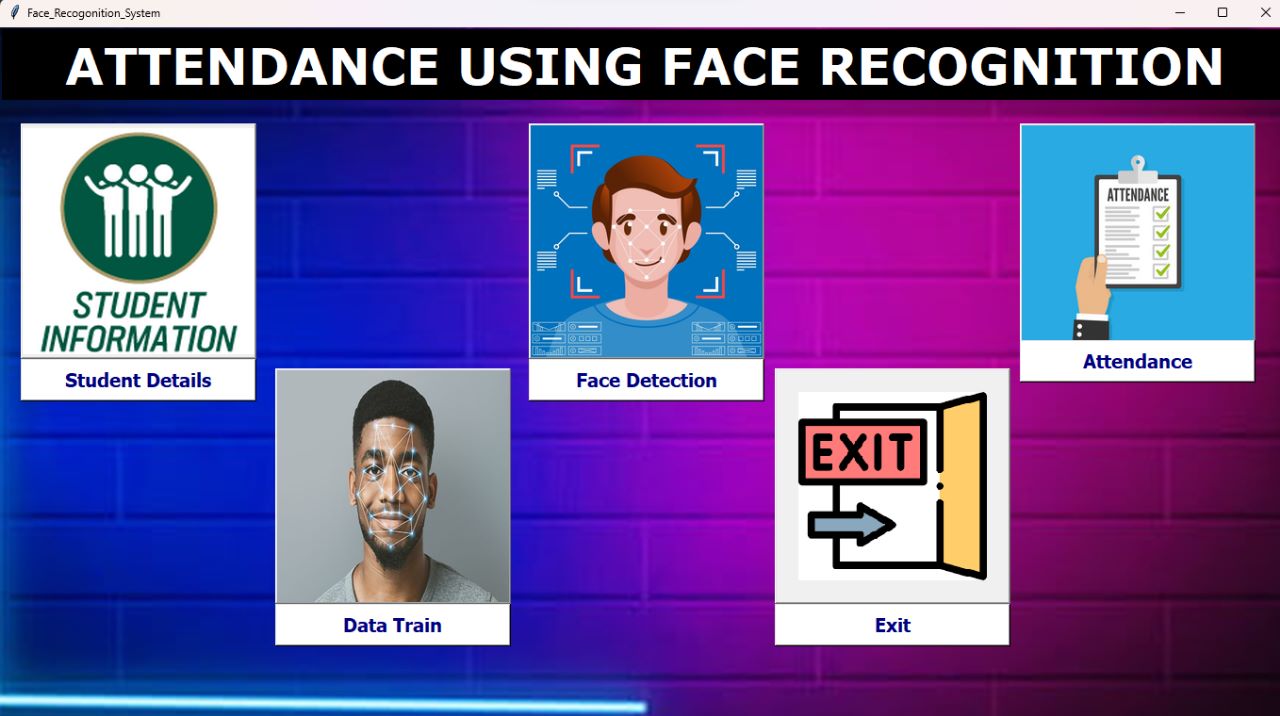 Face_Recogonition_System
ATTENDANCE USING FACE RECOGNITION
STUDENT
INFORMATION
Student Details
Face Detection
ATTENDANCE
Attendance
Data Train
EXIT
Exit